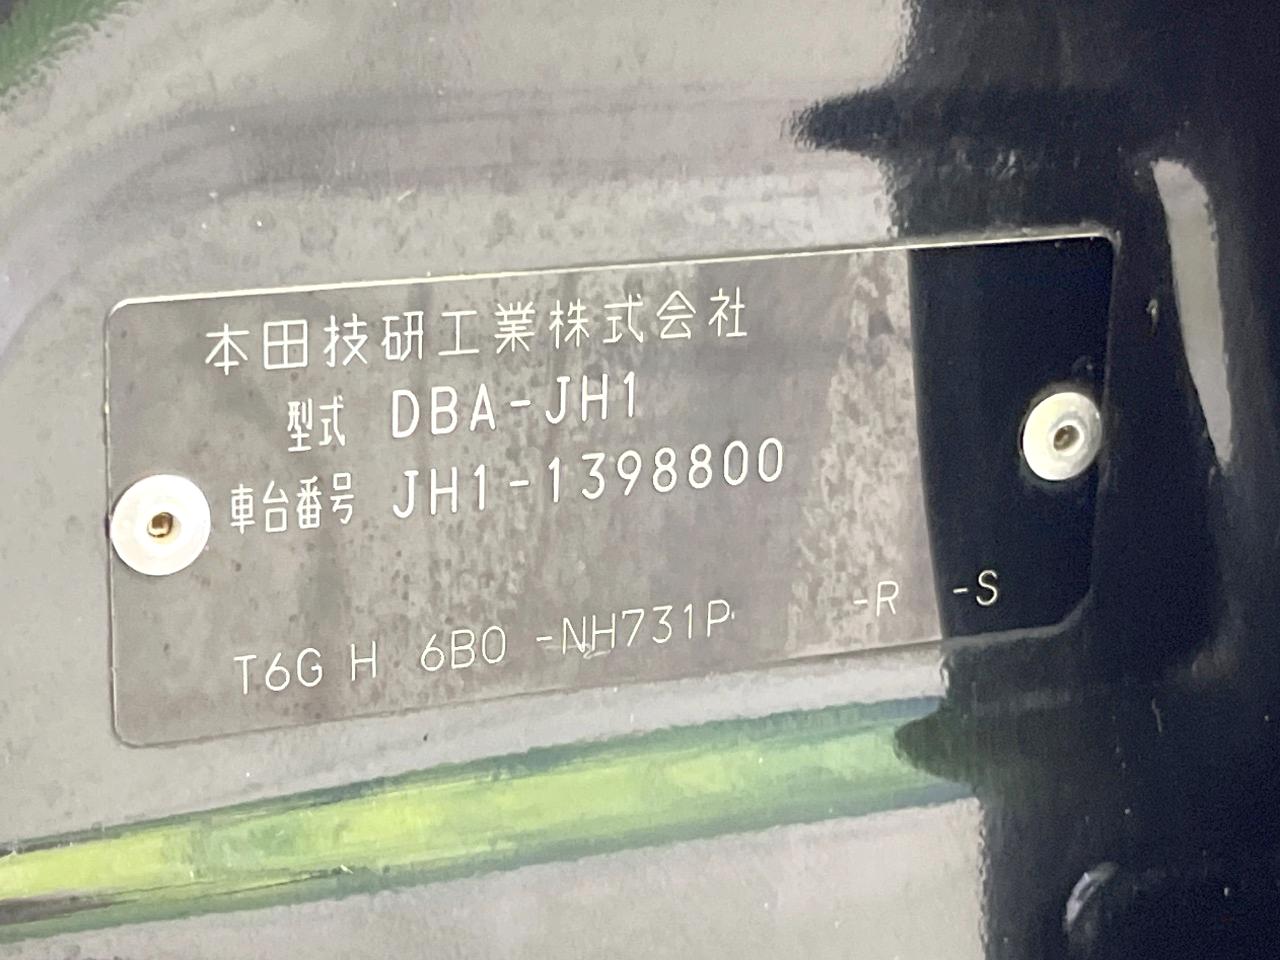 本田技研工業株式会社
型式 DBA-JH1
車台番号 JH1-1398800
T6G H 6B0 -NH731P -R -S